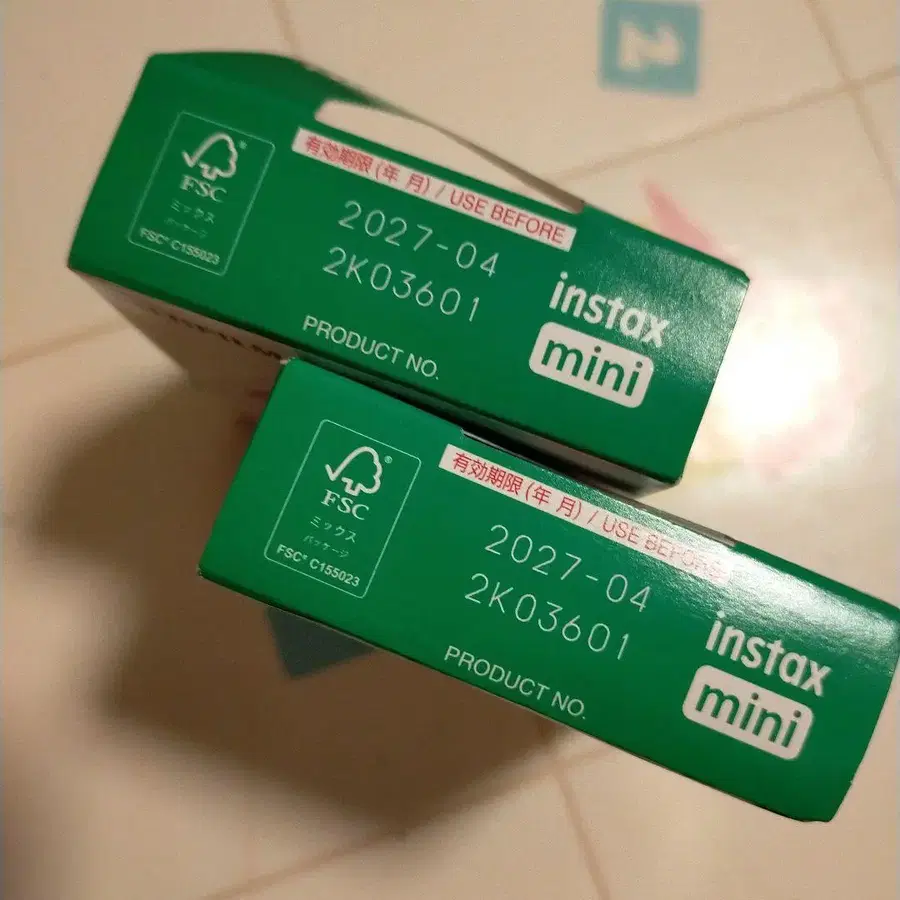 2
FSC®
ミックス
パッケージ
FSC® C155023
有効期限(年 月) / USE BEFORE
2027-04
2K03601
PRODUCT NO.
instax
mini
FSC®
ミックス
パッケージ
FSC® C155023
有効期限(年 月) / USE BEFORE
2027-04
2K03601
PRODUCT NO.
instax
mini